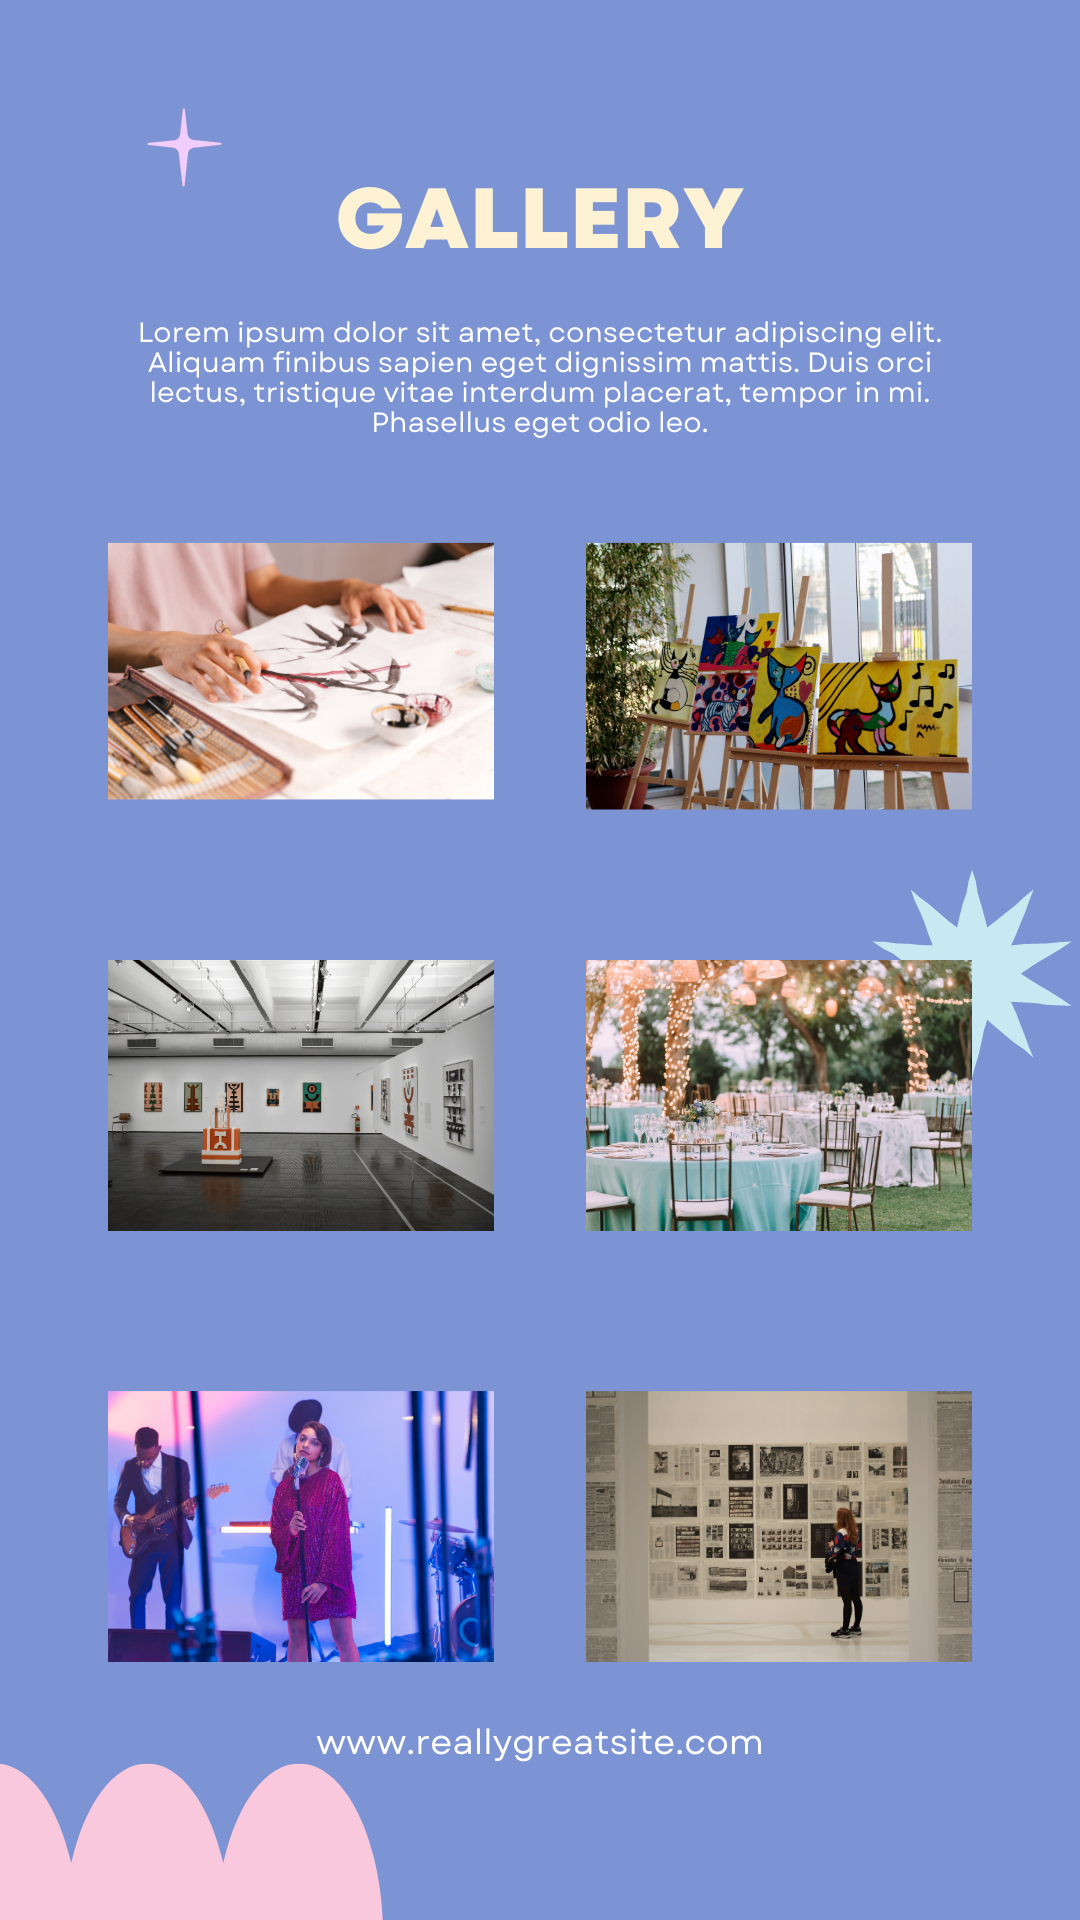 GALLERY
Lorem ipsum dolor sit amet, consectetur adipiscing elit.
Aliquam finibus sapien eget dignissim mattis. Duis orci
lectus, tristique vitae interdum placerat, tempor in mi.
Phasellus eget odio leo.
www.reallygreatsite.com